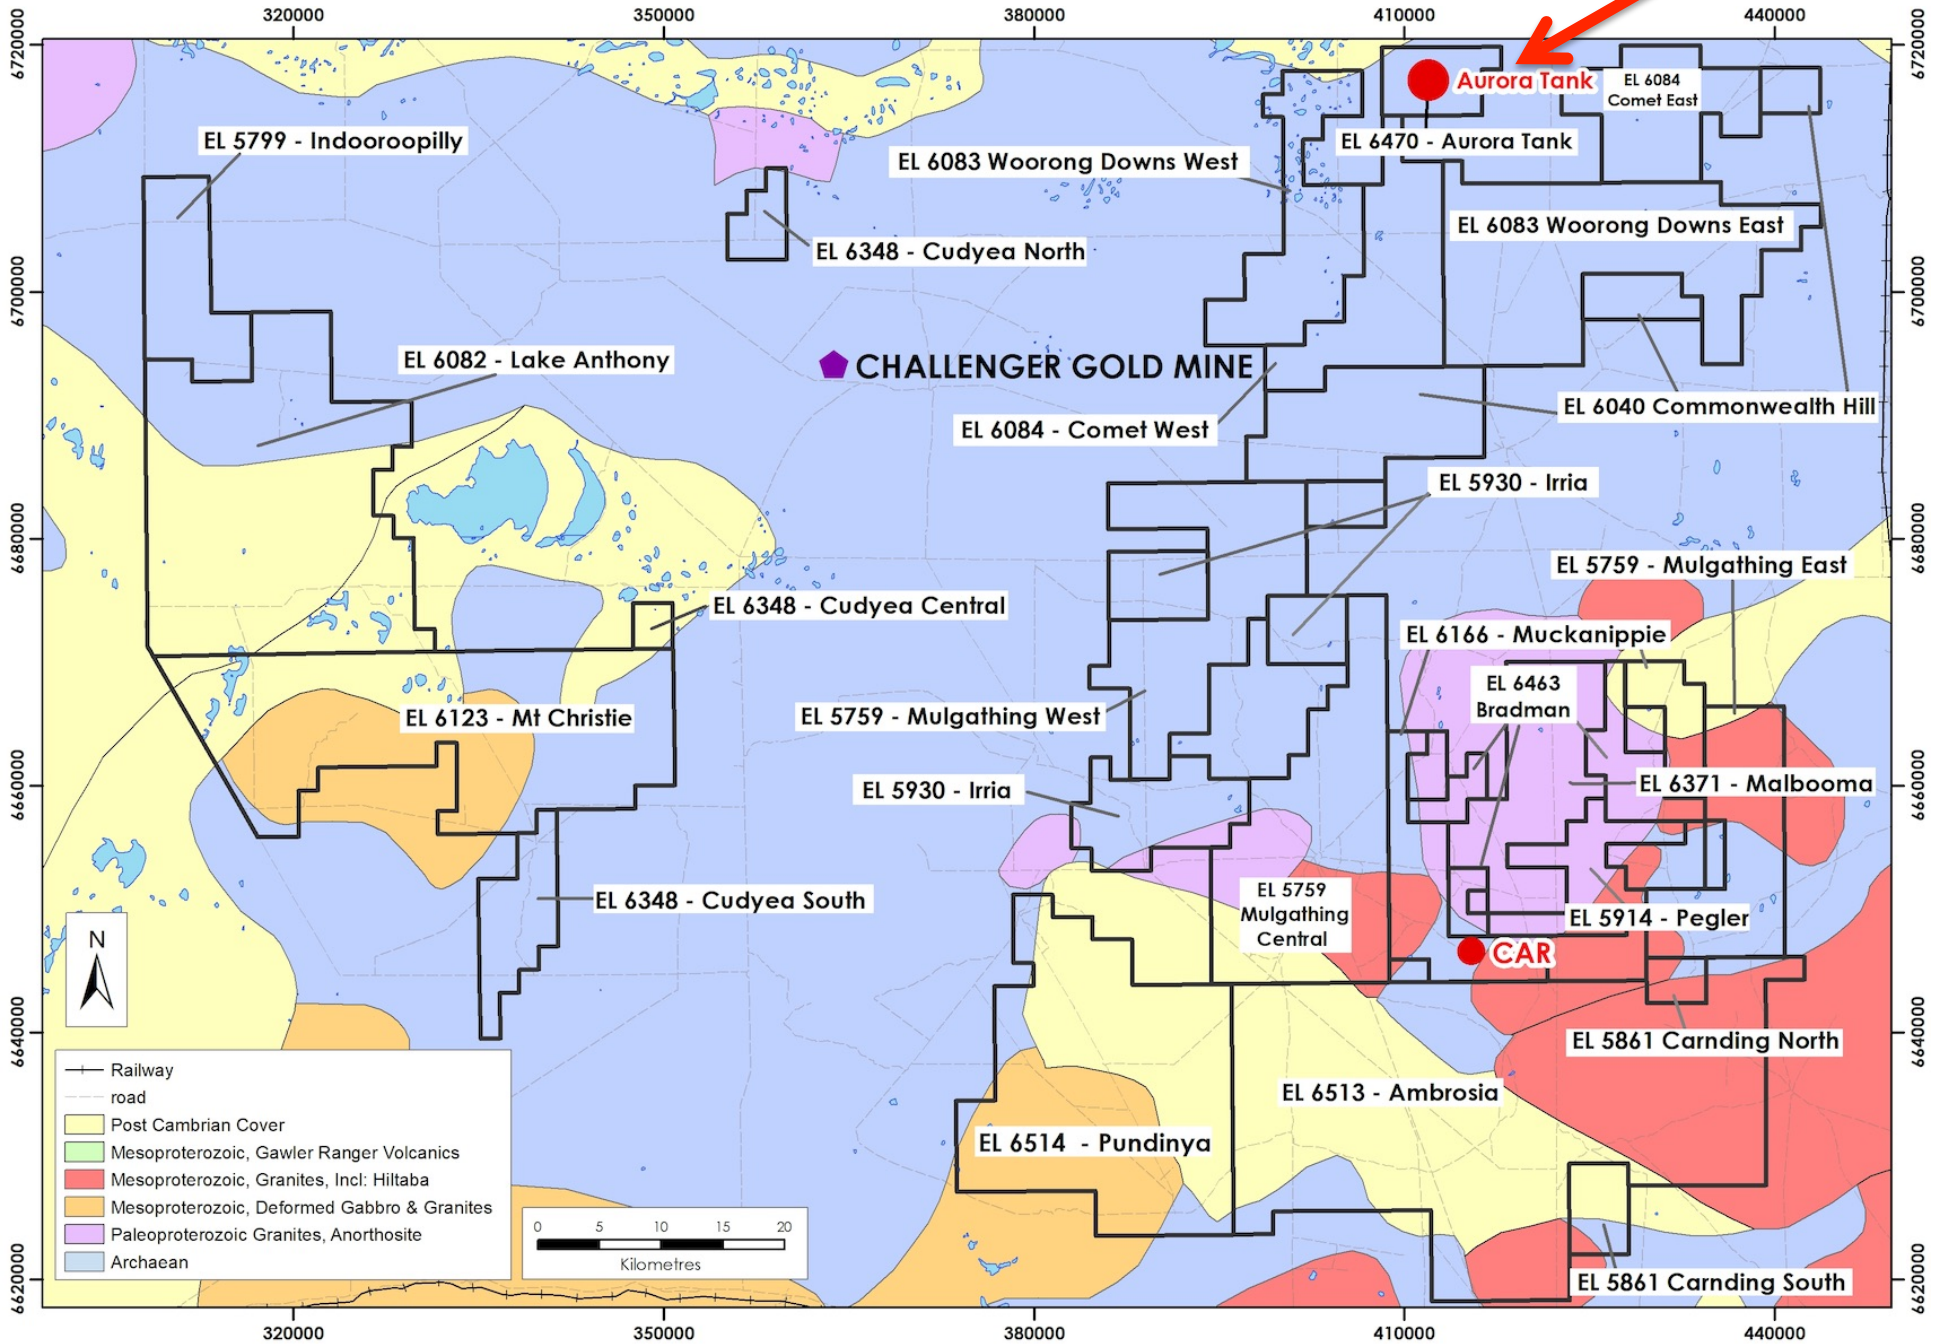 320000
350000
380000
410000
440000
6720000
6720000
Aurora Tank
EL 6084
Comet East
EL 5799 - Indooroopilly
EL 6470 - Aurora Tank
EL 6083 Woorong Downs West
EL 6083 Woorong Downs East
EL 6348 - Cudyea North
6700000
6700000
EL 6082 - Lake Anthony
CHALLENGER GOLD MINE
EL 6040 Commonwealth Hill
EL 6084 - Comet West
EL 5930 - Irria
6680000
6680000
EL 5759 - Mulgathing East
EL 6348 - Cudyea Central
EL 6166 - Muckanippie
EL 6463
Bradman
EL 6123 - Mt Christie
EL 5759 - Mulgathing West
6660000
6660000
EL 5930 - Irria
EL 6371 - Malbooma
EL 6348 - Cudyea South
EL 5759
Mulgathing
Central
EL 5914 - Pegler
CAR
N
6640000
6640000
EL 5861 Carnding North
EL 6513 - Ambrosia
EL 6514 - Pundinya
Railway
road
Post Cambrian Cover
Mesoproterozoic, Gawler Ranger Volcanics
Mesoproterozoic, Granites, Incl: Hiltaba
Mesoproterozoic, Deformed Gabbro & Granites
Paleoproterozoic Granites, Anorthosite
Archaean
0 5 10 15 20
Kilometres
EL 5861 Carnding South
6620000
6620000
320000
350000
380000
410000
440000